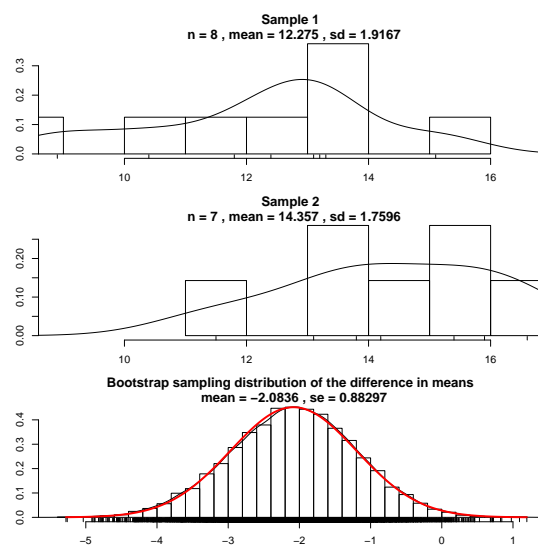 Sample 1
n = 8 , mean = 12.275 , sd = 1.9167
0.3
0.2
0.1
0.0
10 12 14 16
Sample 2
n = 7 , mean = 14.357 , sd = 1.7596
0.20
0.10
0.00
10 12 14 16
Bootstrap sampling distribution of the difference in means
mean = −2.0836 , se = 0.88297
0.4
0.3
0.2
0.1
0.0
−5 −4 −3 −2 −1 0 1